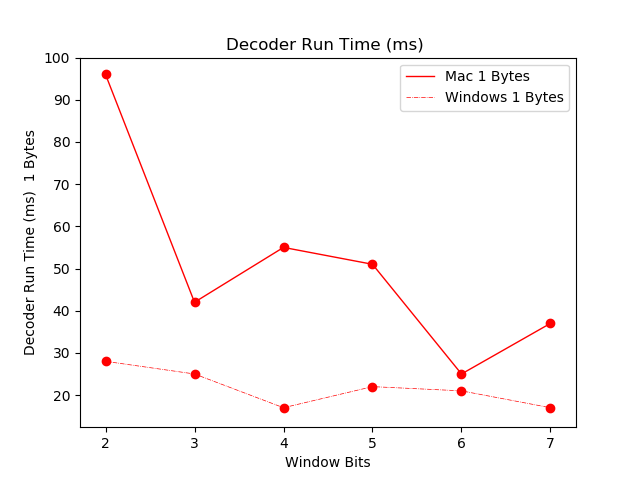 Decoder Run Time (ms)
Mac 1 Bytes
Windows 1 Bytes
Decoder Run Time (ms)  1 Bytes
100
90
80
70
60
50
40
30
20
2 3 4 5 6 7
Window Bits